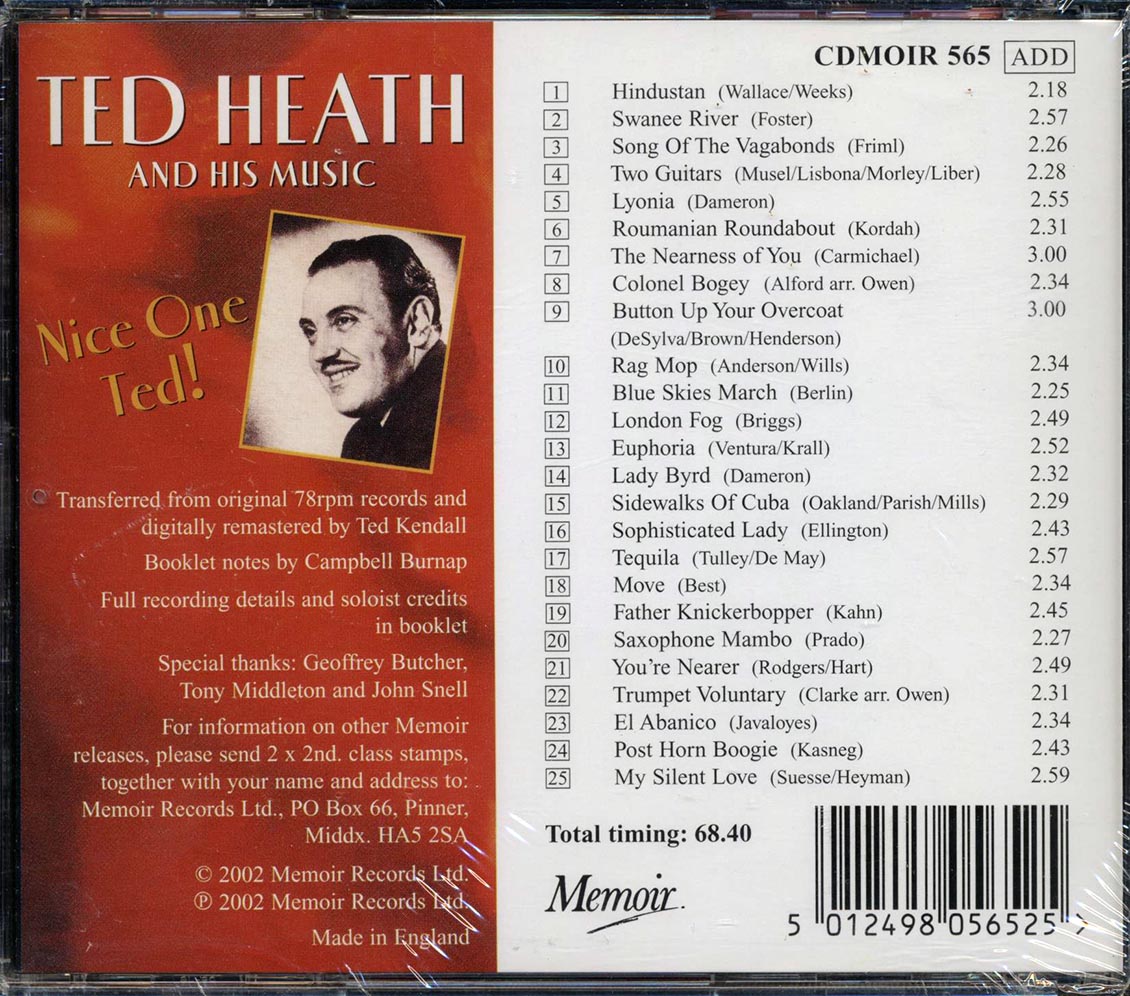 TED HEATH
AND HIS MUSIC
Nice One
Ted!
Transferred from original 78rpm records and
digitally remastered by Ted Kendall
Booklet notes by Campbell Burnap
Full recording details and soloist credits
in booklet
Special thanks: Geoffrey Butcher,
Tony Middleton and John Snell
For information on other Memoir
releases, please send 2 x 2nd. class stamps,
together with your name and address to:
Memoir Records Ltd., PO Box 66, Pinner,
Middx. HA5 2SA
© 2002 Memoir Records Ltd.
℗ 2002 Memoir Records Ltd.
Made in England
CDMOIR 565 ADD
1 Hindustan (Wallace/Weeks) 2.18
2 Swanee River (Foster) 2.57
3 Song Of The Vagabonds (Friml) 2.26
4 Two Guitars (Musel/Lisbona/Morley/Liber) 2.28
5 Lyonia (Dameron) 2.55
6 Roumanian Roundabout (Kordah) 2.31
7 The Nearness of You (Carmichael) 3.00
8 Colonel Bogey (Alford arr. Owen) 2.34
9 Button Up Your Overcoat 3.00
(DeSylva/Brown/Henderson)
10 Rag Mop (Anderson/Wills) 2.34
11 Blue Skies March (Berlin) 2.25
12 London Fog (Briggs) 2.49
13 Euphoria (Ventura/Krall) 2.52
14 Lady Byrd (Dameron) 2.32
15 Sidewalks Of Cuba (Oakland/Parish/Mills) 2.29
16 Sophisticated Lady (Ellington) 2.43
17 Tequila (Tulley/De May) 2.57
18 Move (Best) 2.34
19 Father Knickerbopper (Kahn) 2.45
20 Saxophone Mambo (Prado) 2.27
21 You're Nearer (Rodgers/Hart) 2.49
22 Trumpet Voluntary (Clarke arr. Owen) 2.31
23 El Abanico (Javaloyes) 2.34
24 Post Horn Boogie (Kasneg) 2.43
25 My Silent Love (Suesse/Heyman) 2.59
Total timing: 68.40
Memoir
5 012498 056525 >